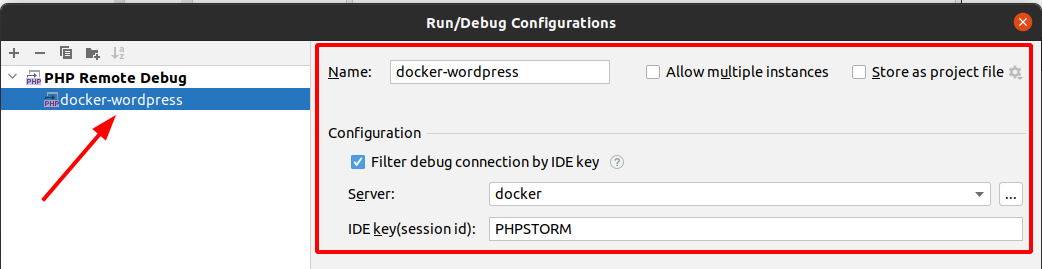 Run/Debug Configurations
PHP Remote Debug
docker-wordpress
Name: docker-wordpress Allow multiple instances Store as project file
Configuration
Filter debug connection by IDE key ?
Server: docker ...
IDE key(session id): PHPSTORM